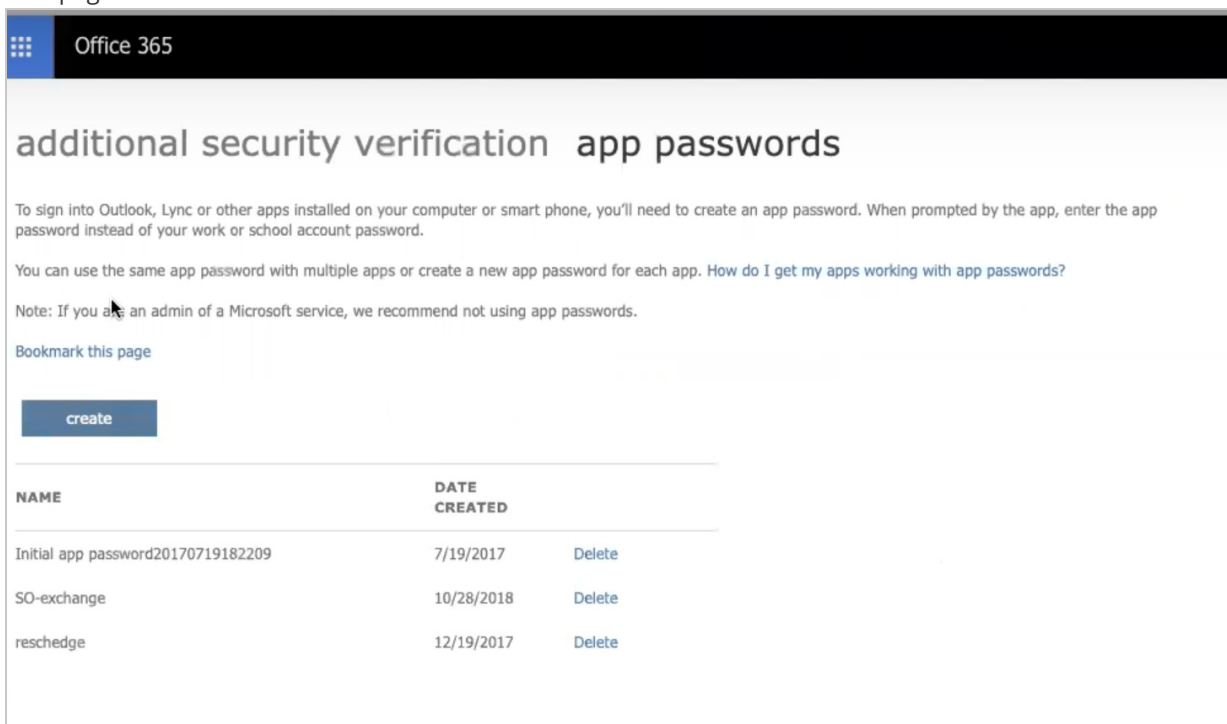 Office 365
additional security verification app passwords
To sign into Outlook, Lync or other apps installed on your computer or smart phone, you'll need to create an app password. When prompted by the app, enter the app
password instead of your work or school account password.
You can use the same app password with multiple apps or create a new app password for each app. How do I get my apps working with app passwords?
Note: If you are an admin of a Microsoft service, we recommend not using app passwords.
Bookmark this page
create
NAME DATE
CREATED
Initial app password20170719182209 7/19/2017 Delete
SO-exchange 10/28/2018 Delete
reschedge 12/19/2017 Delete